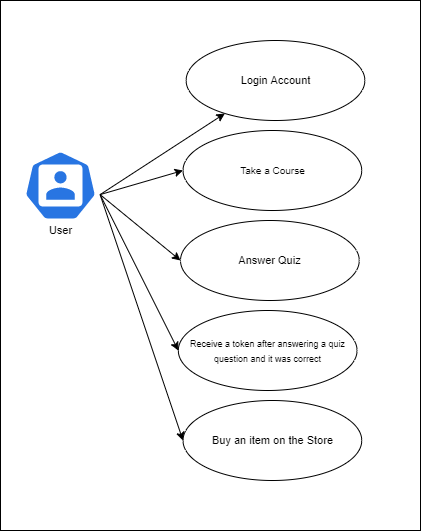 Login Account
Take a Course
User
Answer Quiz
Receive a token after answering a quiz
question and it was correct
Buy an item on the Store